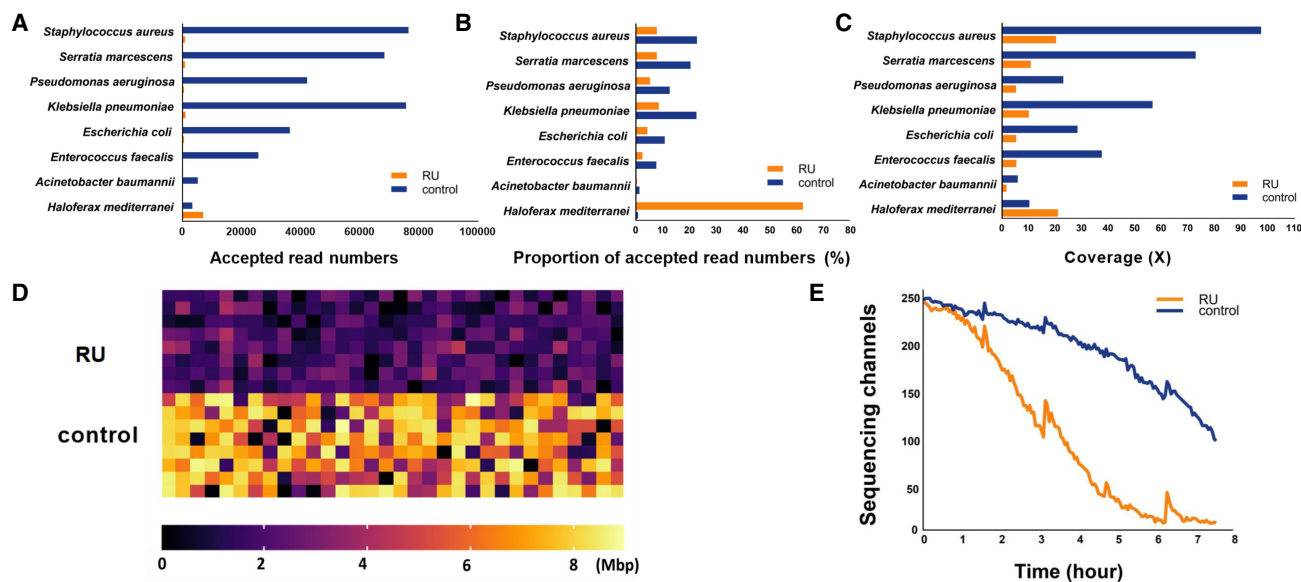 A
Staphylococcus aureus
Serratia marcescens
Pseudomonas aeruginosa
Klebsiella pneumoniae
Escherichia coli
Enterococcus faecalis
Acinetobacter baumannii
Haloferax mediterranei
RU
control
0 20000 40000 60000 80000 100000
Accepted read numbers
B
Staphylococcus aureus
Serratia marcescens
Pseudomonas aeruginosa
Klebsiella pneumoniae
Escherichia coli
Enterococcus faecalis
Acinetobacter baumannii
Haloferax mediterranei
RU
control
0 10 20 30 40 50 60 70 80
Proportion of accepted read numbers (%)
C
Staphylococcus aureus
Serratia marcescens
Pseudomonas aeruginosa
Klebsiella pneumoniae
Escherichia coli
Enterococcus faecalis
Acinetobacter baumannii
Haloferax mediterranei
RU
control
0 10 20 30 40 50 60 70 80 90 100 110
Coverage (X)
D
RU
control
0 2 4 6 8 (Mbp)
E
RU
control
Sequencing channels
250
200
150
100
50
0
0 1 2 3 4 5 6 7 8
Time (hour)